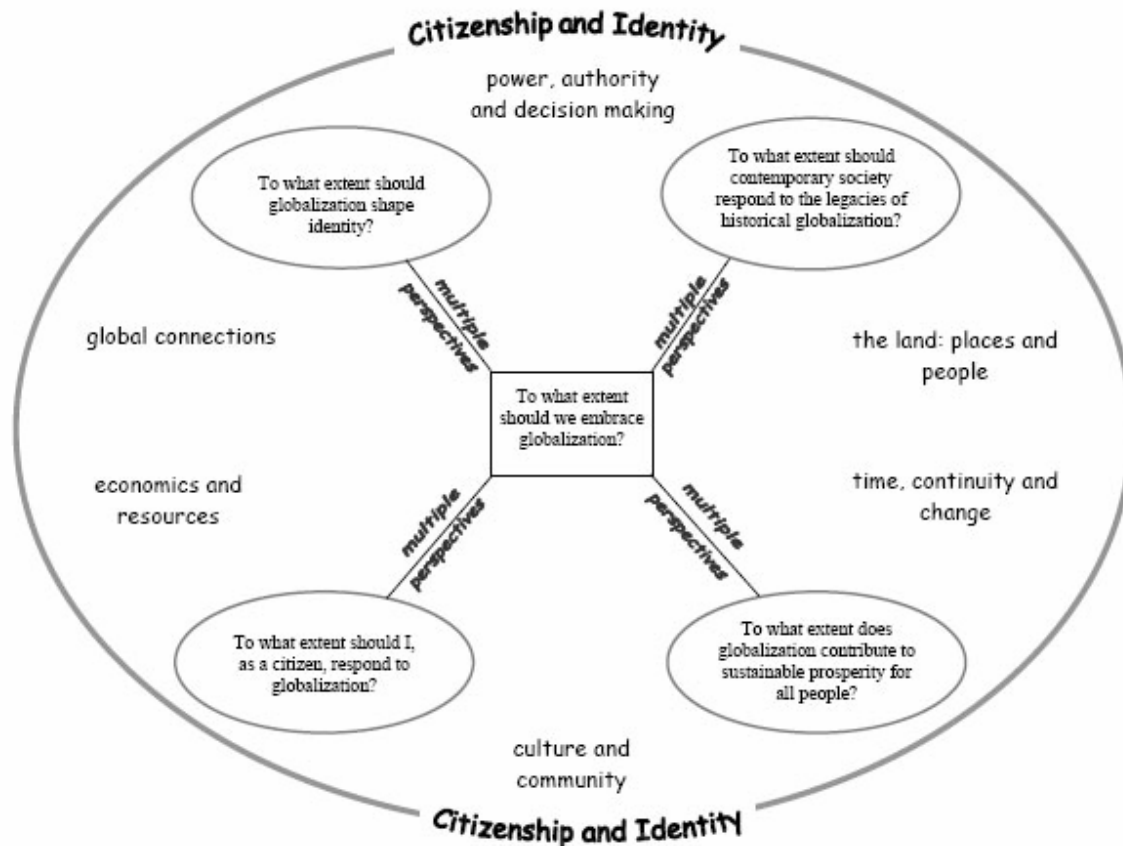 Citizenship and Identity
power, authority
and decision making
To what extent should
globalization shape
identity?
To what extent should
contemporary society
respond to the legacies of
historical globalization?
multiple
perspectives
multiple
perspectives
global connections
the land: places and
people
To what extent
should we embrace
globalization?
economics and
resources
time, continuity and
change
multiple
perspectives
multiple
perspectives
To what extent should I,
as a citizen, respond to
globalization?
To what extent does
globalization contribute to
sustainable prosperity for
all people?
culture and
community
Citizenship and Identity